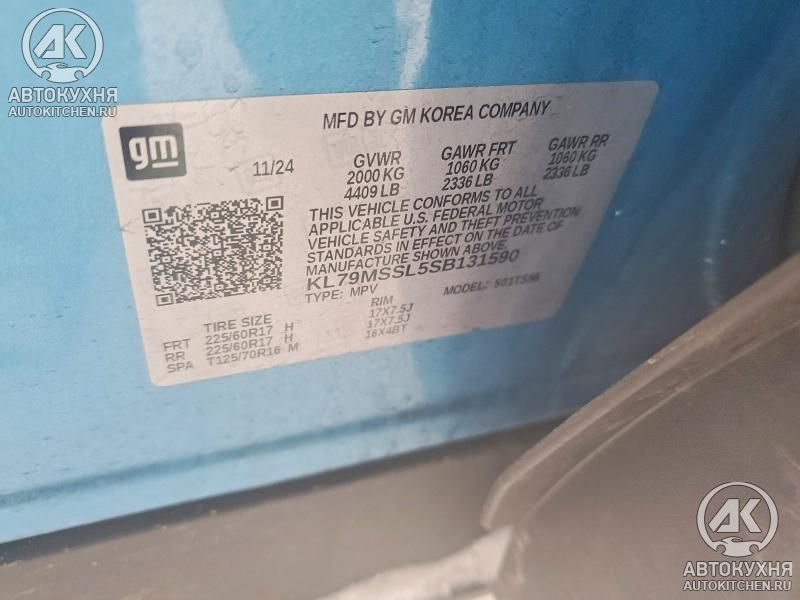 АК
АВТОКУХНЯ
AUTOKITCHEN.RU
gm
MFD BY GM KOREA COMPANY
11/24
GVWR
2000 KG
4409 LB
GAWR FRT
1060 KG
2336 LB
GAWR RR
1060 KG
2336 LB
THIS VEHICLE CONFORMS TO ALL
APPLICABLE U.S. FEDERAL MOTOR
VEHICLE SAFETY AND THEFT PREVENTION
STANDARDS IN EFFECT ON THE DATE OF
MANUFACTURE SHOWN ABOVE.
KL79MSSL5SB131590
TYPE: MPV MODEL: 501TS56
TIRE SIZE RIM
FRT 225/60R17 H 17X7.5J
RR 225/60R17 H 17X7.5J
SPA T125/70R16 M 16X4BY
АК
АВТОКУХНЯ
AUTOKITCHEN.RU